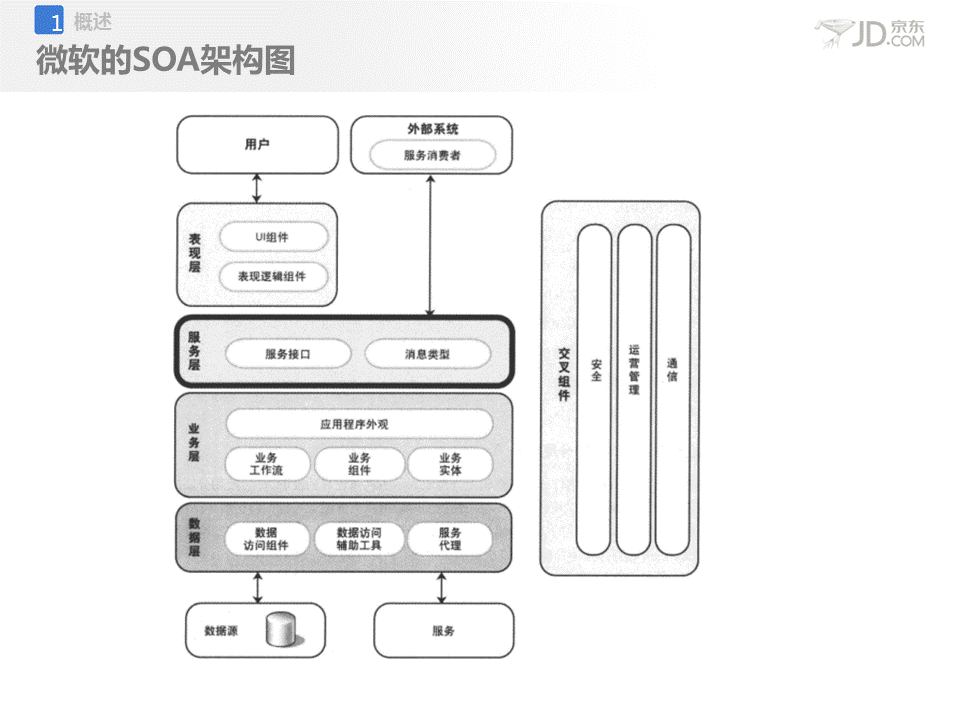 1 概述
JD 京东
.COM
微软的SOA架构图
用户
外部系统
服务消费者
表现层
UI组件
表现逻辑组件
服务层
服务接口
消息类型
业务层
应用程序外观
业务
工作流
业务
组件
业务
实体
数据层
数据
访问组件
数据访问
辅助工具
服务
代理
数据源
服务
交叉组件
安全
运营管理
通信